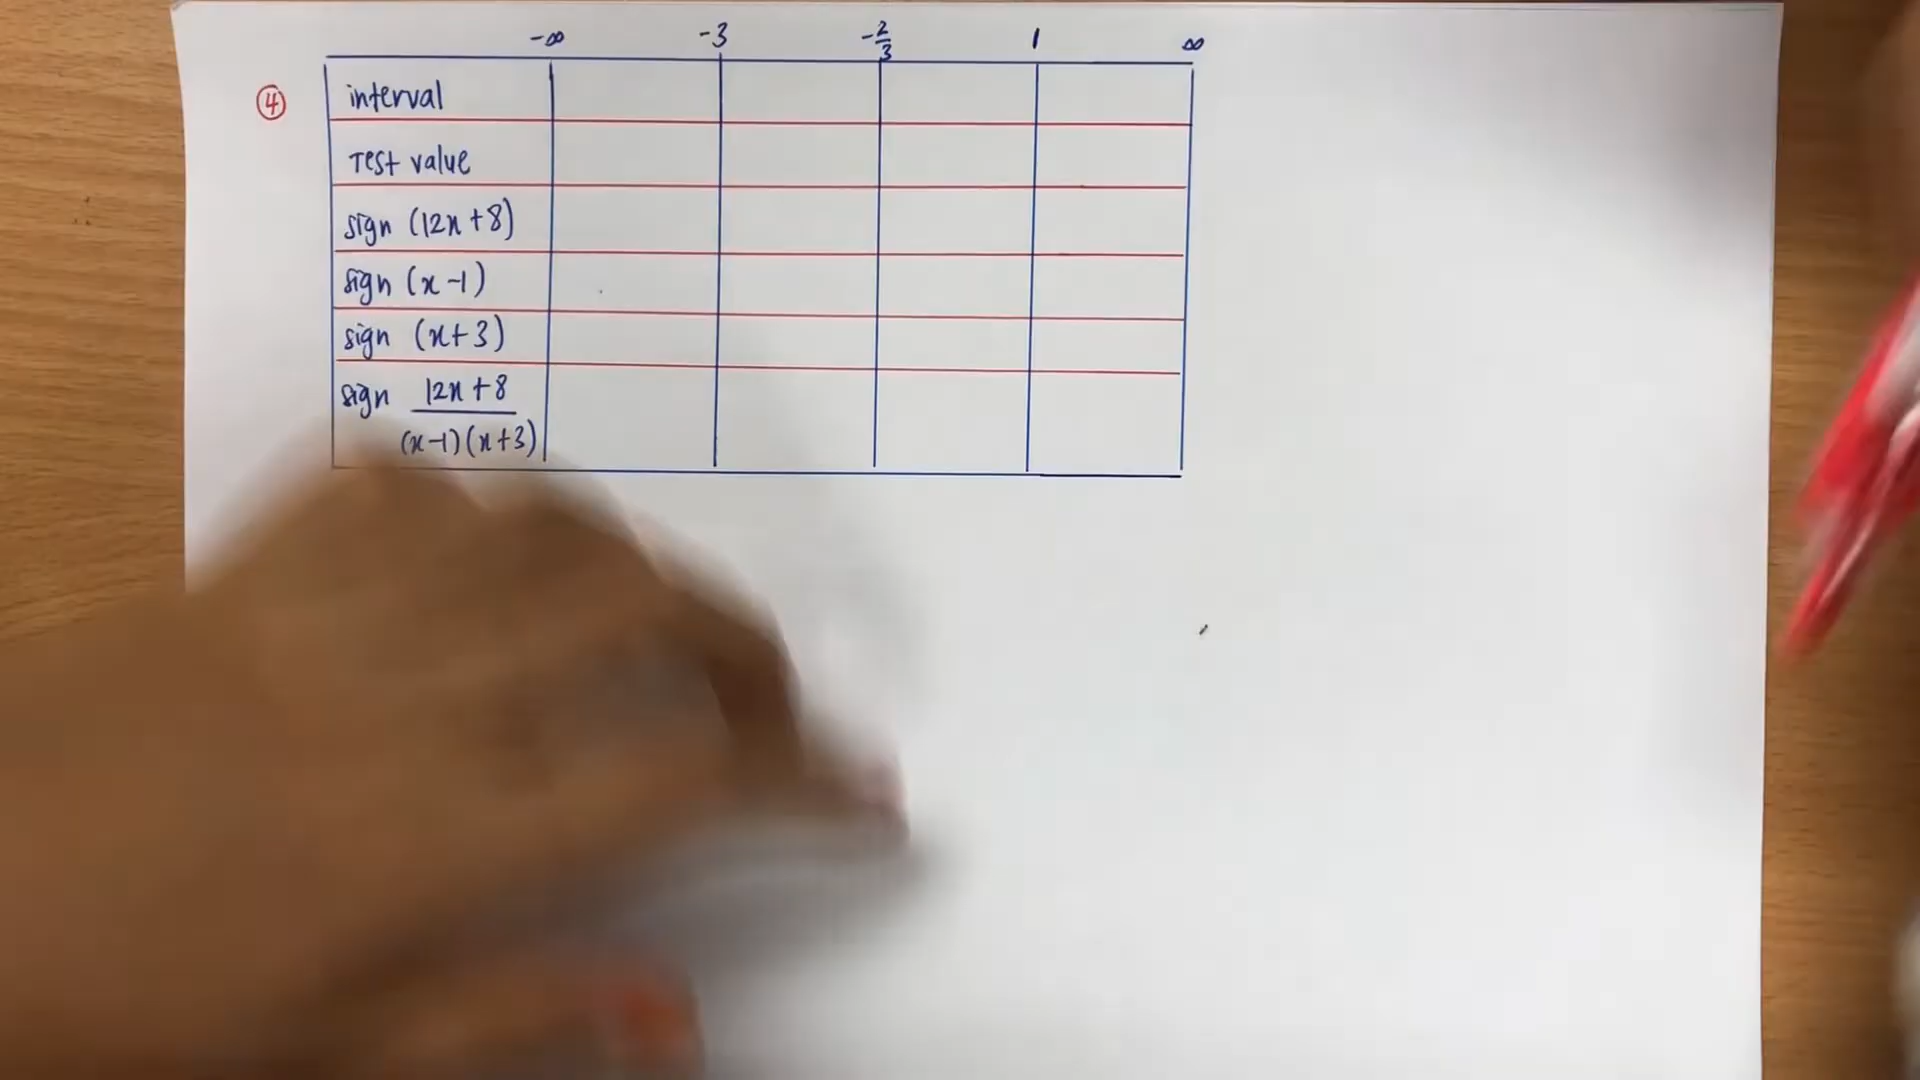 -∞ -3 -2/3 1 ∞
④ interval
Test value
sign (12x+8)
sign (x-1)
sign (x+3)
sign 12x+8
(x-1)(x+3)